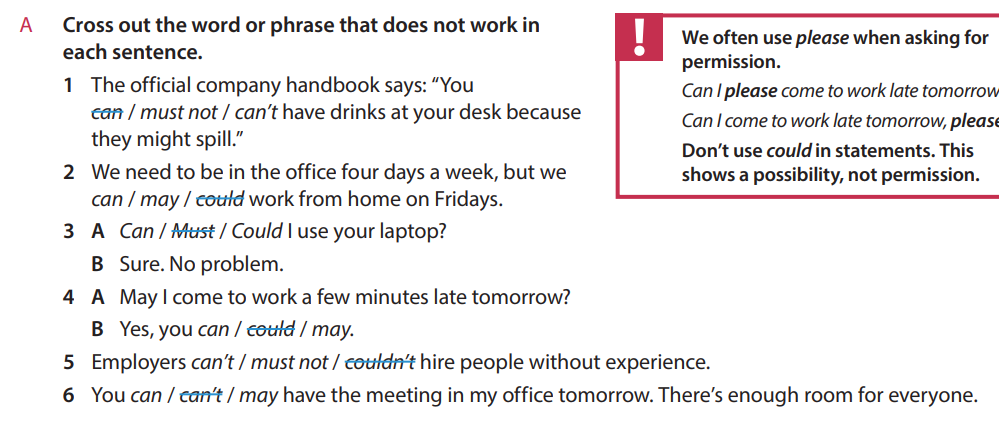 A Cross out the word or phrase that does not work in
each sentence.
1 The official company handbook says: “You
can / must not / can’t have drinks at your desk because
they might spill.”
2 We need to be in the office four days a week, but we
can / may / could work from home on Fridays.
3 A Can / Must / Could I use your laptop?
B Sure. No problem.
4 A May I come to work a few minutes late tomorrow?
B Yes, you can / could / may.
5 Employers can’t / must not / couldn’t hire people without experience.
6 You can / can’t / may have the meeting in my office tomorrow. There’s enough room for everyone.
!
We often use please when asking for
permission.
Can I please come to work late tomorrow
Can I come to work late tomorrow, please
Don’t use could in statements. This
shows a possibility, not permission.